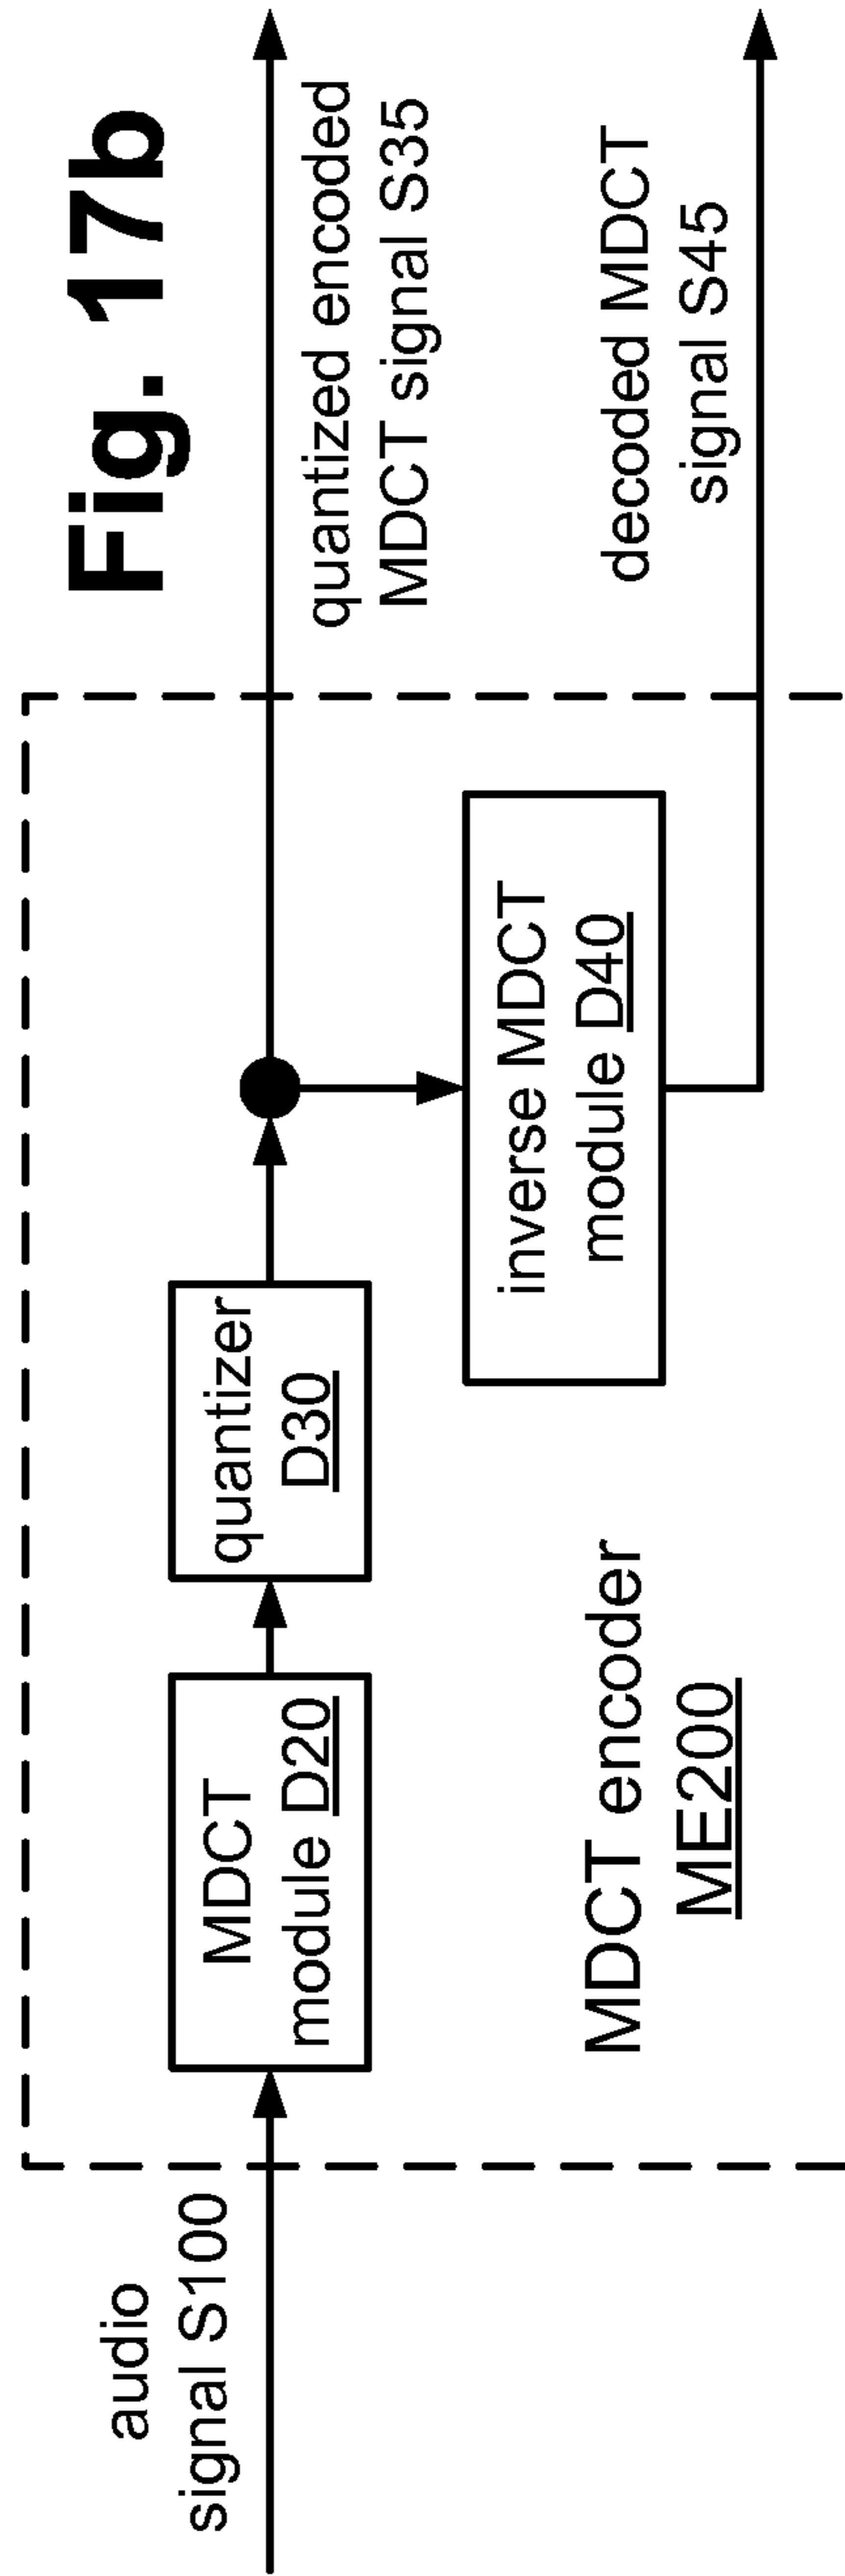 Fig. 17b
audio
signal S100
MDCT
module D20
quantizer
D30
inverse MDCT
module D40
quantized encoded
MDCT signal S35
decoded MDCT
signal S45
MDCT encoder
ME200